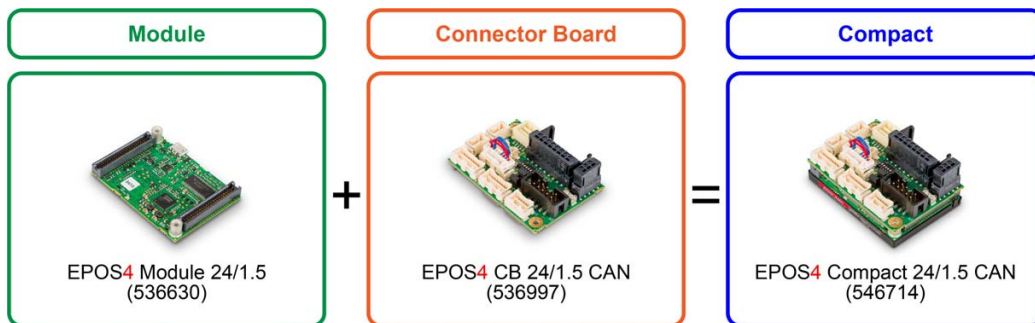 Module
Connector Board
Compact
+
=
EPOS4 Module 24/1.5
(536630)
EPOS4 CB 24/1.5 CAN
(536997)
EPOS4 Compact 24/1.5 CAN
(546714)